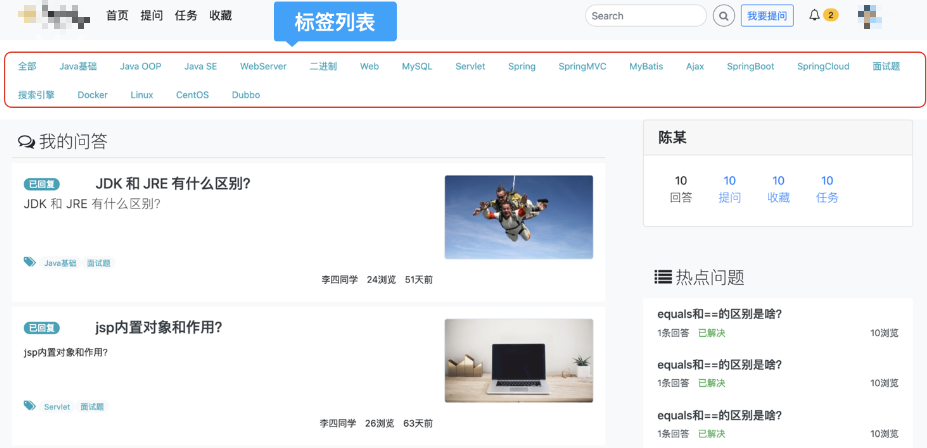 首页 提问 任务 收藏
标签列表
Search
我要提问
2
全部 Java基础 Java OOP Java SE WebServer 二进制 Web MySQL Servlet Spring SpringMVC MyBatis Ajax SpringBoot SpringCloud 面试题
搜索引擎 Docker Linux CentOS Dubbo
我的问答
已回复 JDK 和 JRE 有什么区别?
JDK 和 JRE 有什么区别?
Java基础 面试题
李四同学 24浏览 51天前
已回复 jsp内置对象和作用?
jsp内置对象和作用?
Servlet 面试题
李四同学 26浏览 63天前
陈某
10 10 10 10
回答 提问 收藏 任务
热点问题
equals和==的区别是啥?
1条回答 已解决 10浏览
equals和==的区别是啥?
1条回答 已解决 10浏览
equals和==的区别是啥?
1条回答 已解决 10浏览